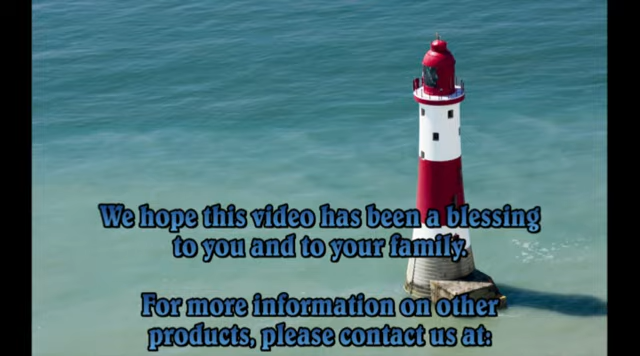 We hope this video has been a blessing
to you and to your family.
For more information on other
products, please contact us at: